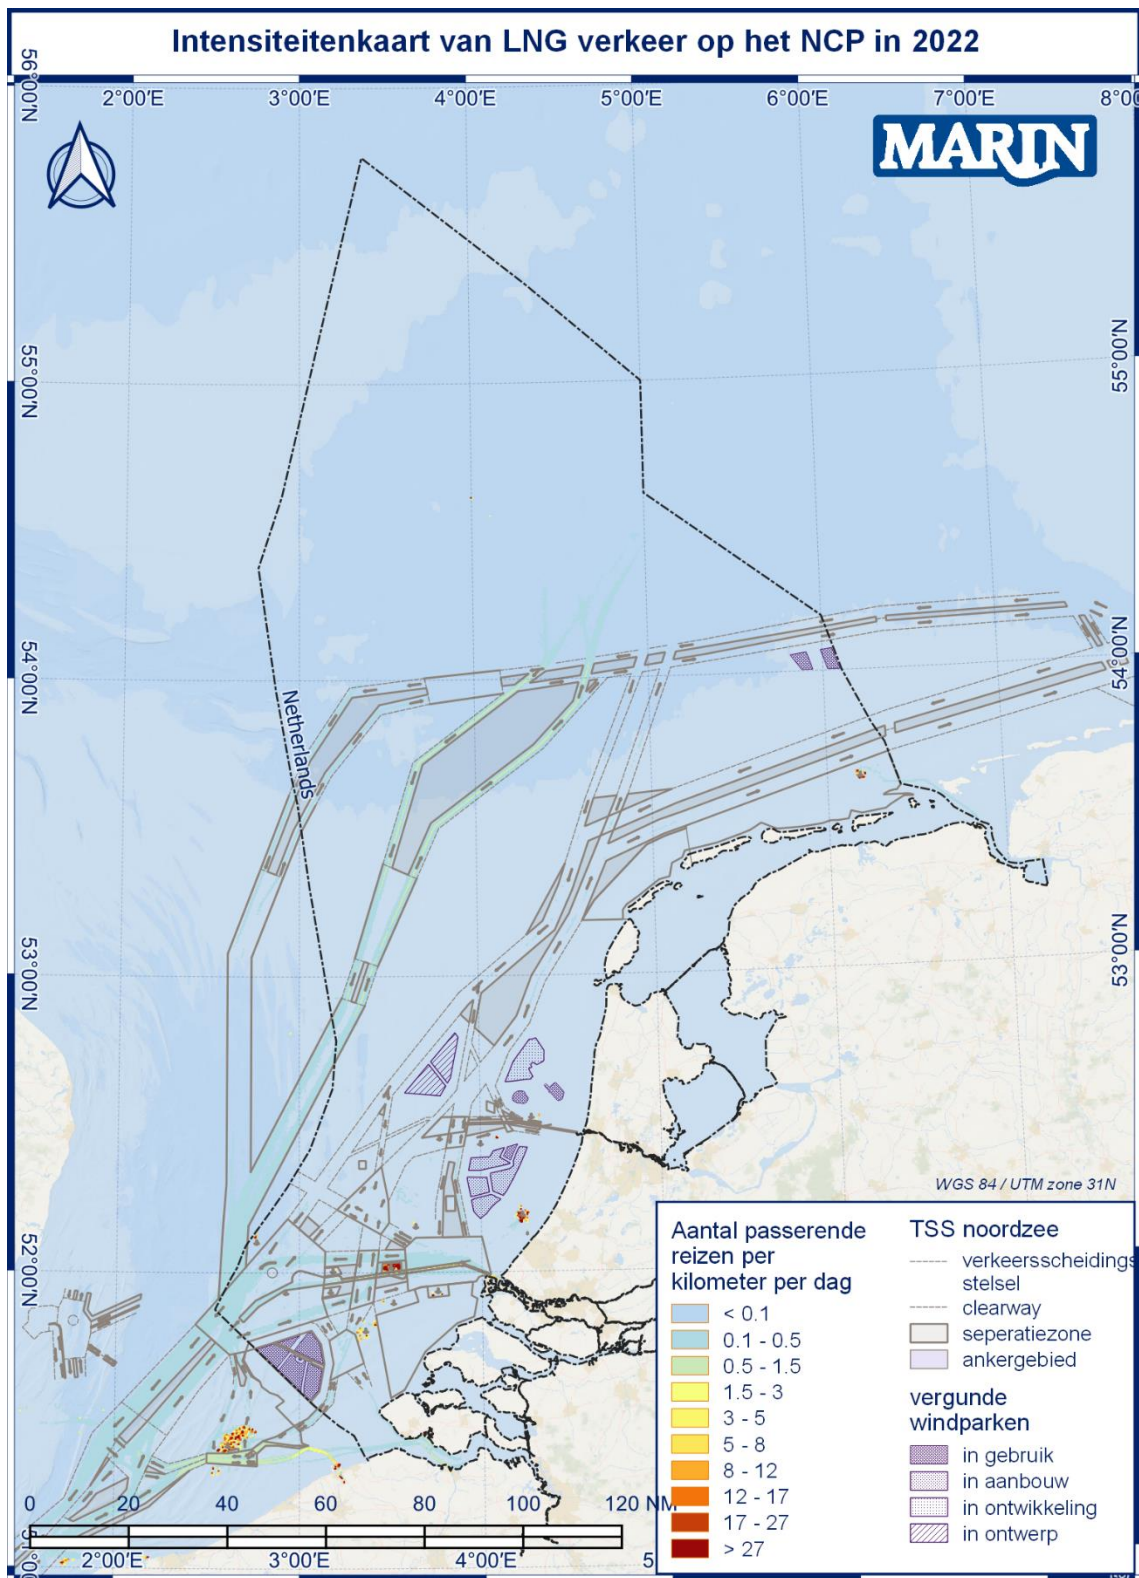 Intensiteitenkaart van LNG verkeer op het NCP in 2022
56°00'N
2°00'E 3°00'E 4°00'E 5°00'E 6°00'E 7°00'E 8°00'
MARIN
55°00'N 55°00'N
54°00'N 54°00'N
Netherlands
53°00'N 53°00'N
52°00'N
WGS 84 / UTM zone 31N
Aantal passerende
reizen per
kilometer per dag
< 0.1
0.1 - 0.5
0.5 - 1.5
1.5 - 3
3 - 5
5 - 8
8 - 12
12 - 17
17 - 27
> 27
TSS noordzee
verkeersscheidings
stelsel
clearway
seperatiezone
ankergebied
vergunde
windparken
in gebruik
in aanbouw
in ontwikkeling
in ontwerp
0 20 40 60 80 100 120 NM
2°00'E 3°00'E 4°00'E 5